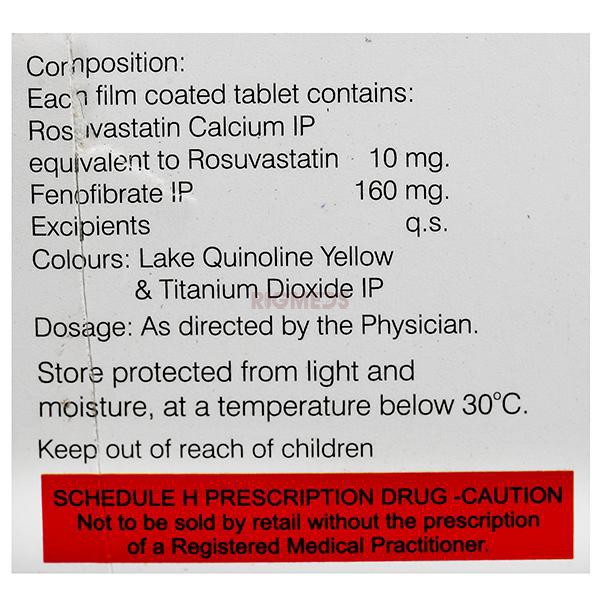 Composition:
Each film coated tablet contains:
Rosuvastatin Calcium IP
equivalent to Rosuvastatin 10 mg.
Fenofibrate IP 160 mg.
Excipients q.s.
Colours: Lake Quinoline Yellow
& Titanium Dioxide IP
RIGMEDS
Dosage: As directed by the Physician.
Store protected from light and
moisture, at a temperature below 30°C.
Keep out of reach of children
SCHEDULE H PRESCRIPTION DRUG -CAUTION
Not to be sold by retail without the prescription
of a Registered Medical Practitioner.